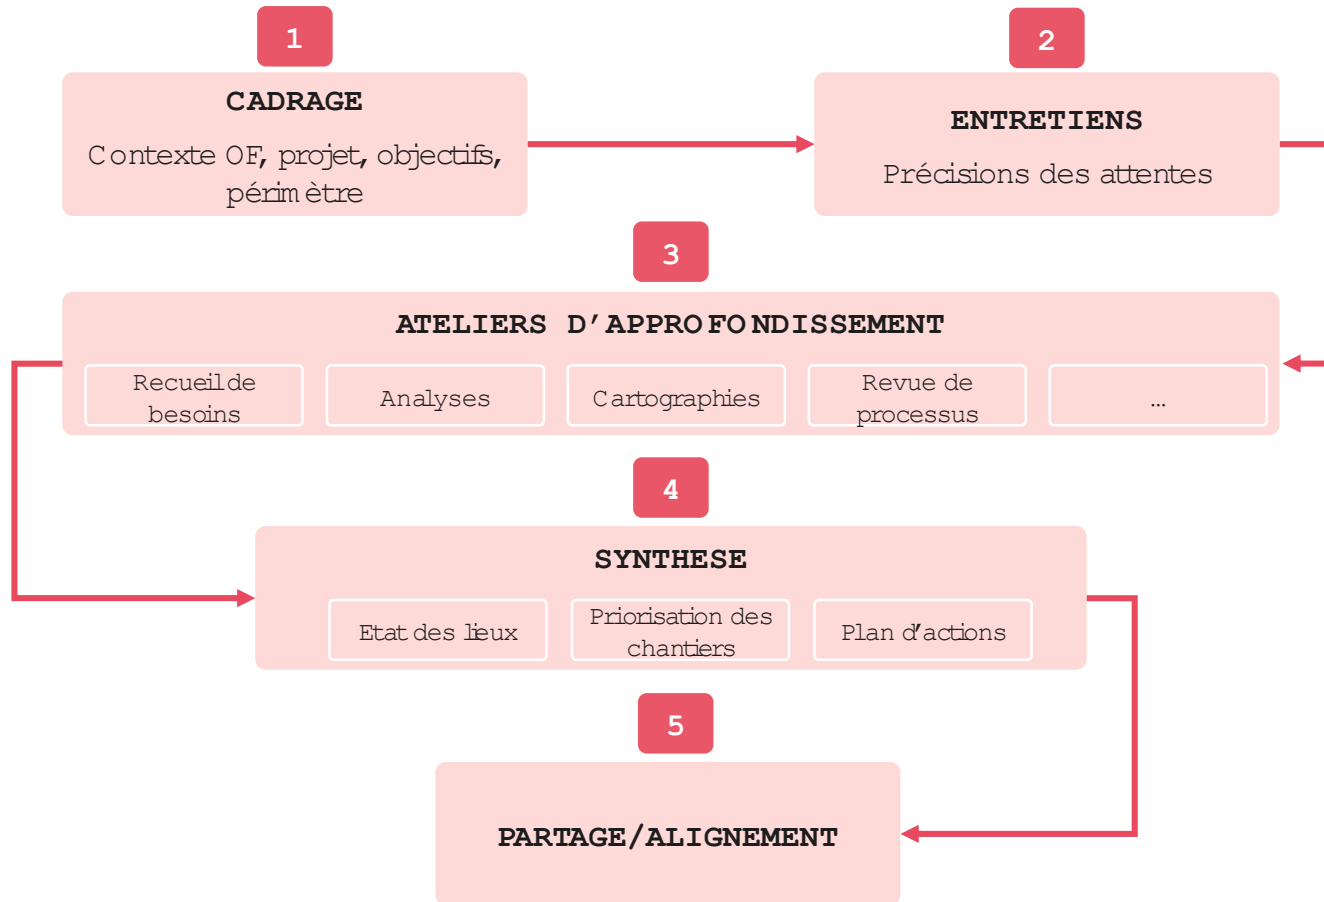 1
2
CADRAGE
Contexte OF, projet, objectifs,
périmètre
ENTRETIENS
Précisions des attentes
3
ATELIERS D’APPROFONDISSEMENT
Recueil de
besoins
Analyses
Cartographies
Revue de
processus
…
4
SYNTHESE
Etat des lieux
Priorisation des
chantiers
Plan d’actions
5
PARTAGE/ALIGNEMENT